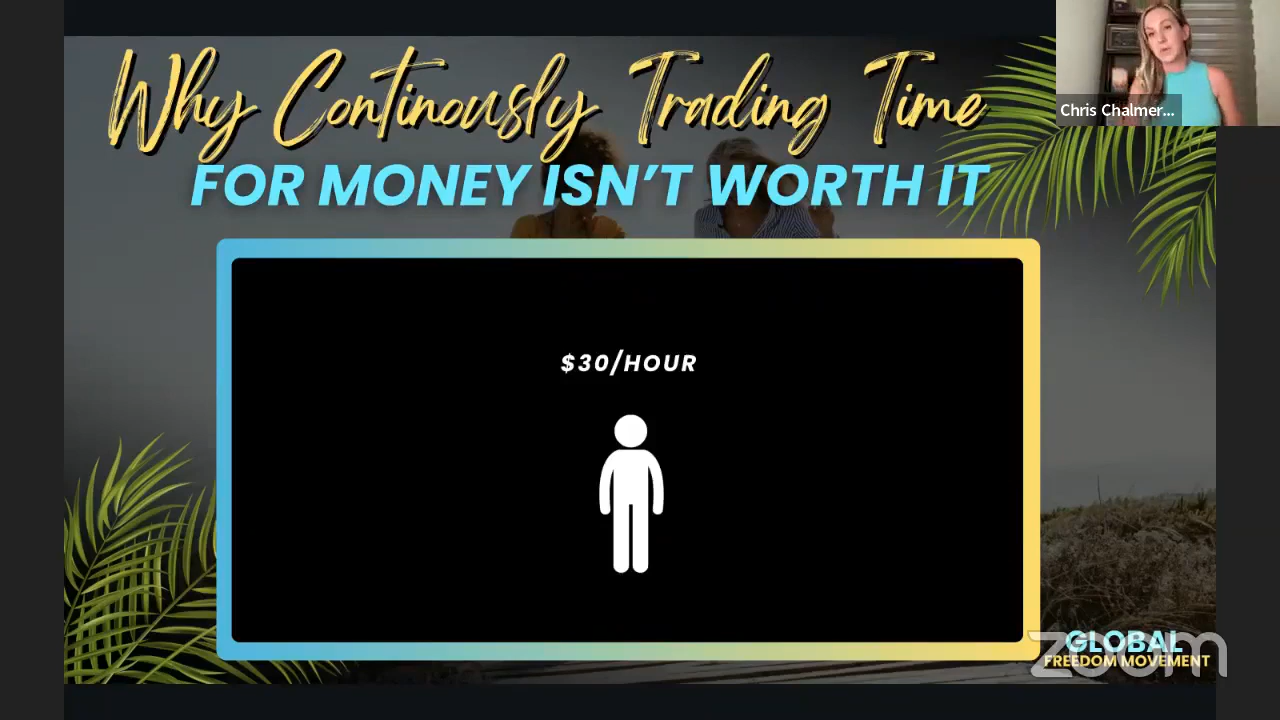 Why Continously Trading Time
FOR MONEY ISN'T WORTH IT
Chris Chalmer...
$30/HOUR
GLOBAL
FREEDOM MOVEMENT
zoom